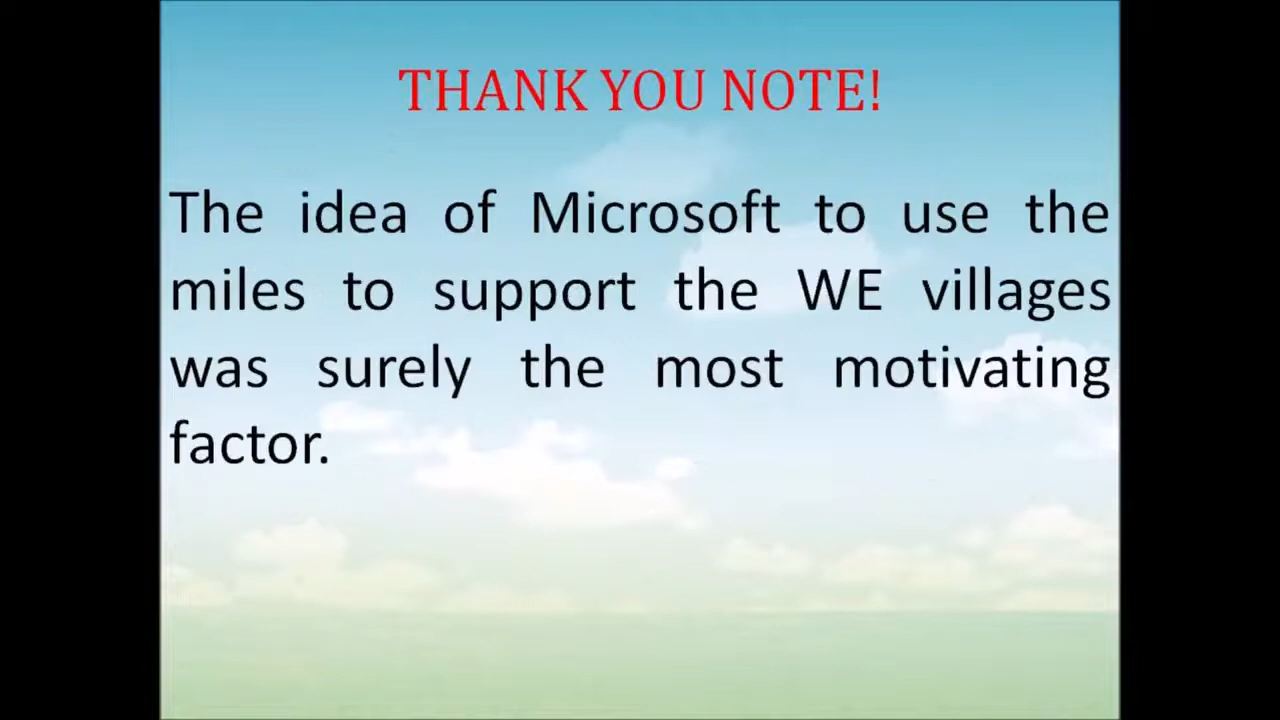 THANK YOU NOTE!
The idea of Microsoft to use the
miles to support the WE villages
was surely the most motivating
factor.